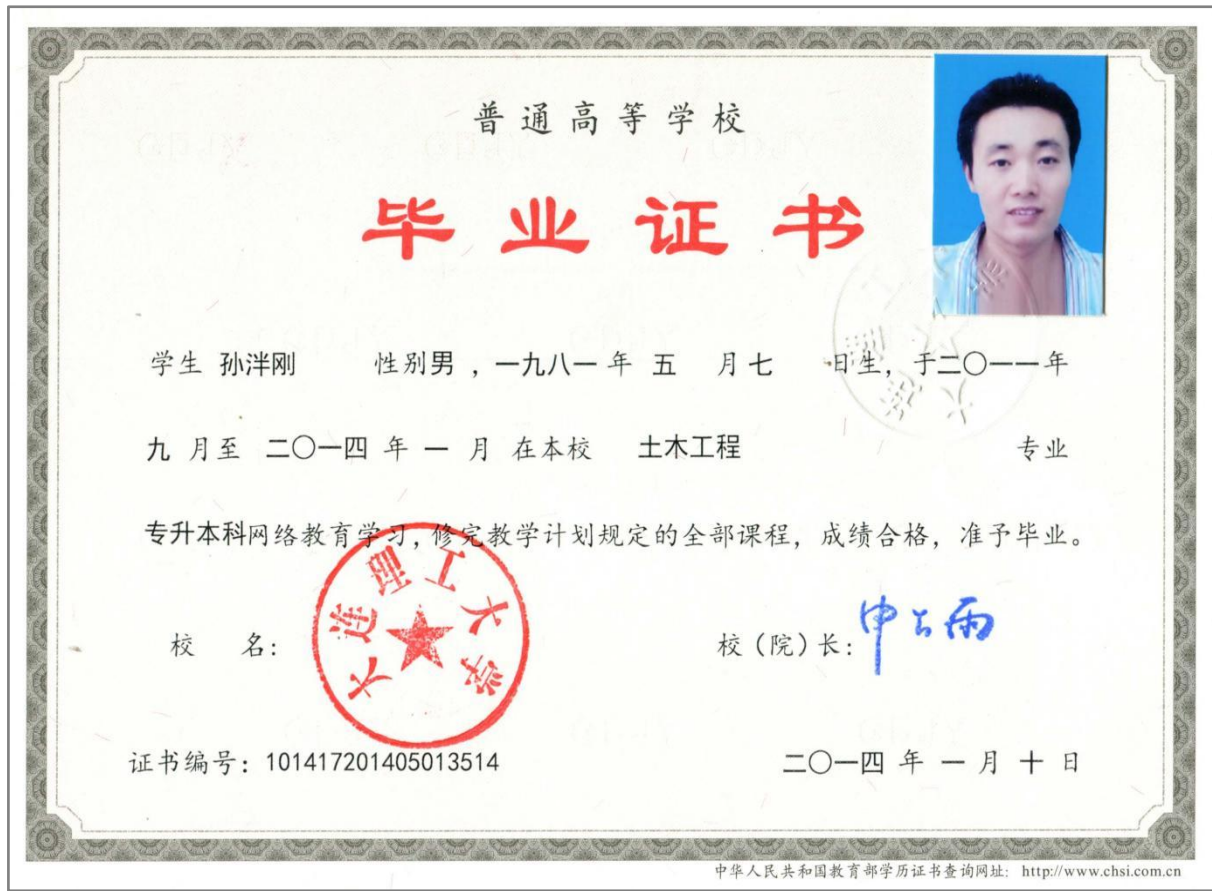 普通高等学校
毕业证书
学生 孙泮刚 性别男 ，一九八一 年 五 月 七 日生，于二〇一一年
九 月至 二〇一四 年 一 月 在本校 土木工程 专业
专升本科网络教育学习，修完教学计划规定的全部课程，成绩合格，准予毕业。
大连理工大学
校 名：
校（院）长：
证书编号：101417201405013514
二〇一四 年 一 月 十 日
中华人民共和国教育部学历证书查询网址：http://www.chsi.com.cn